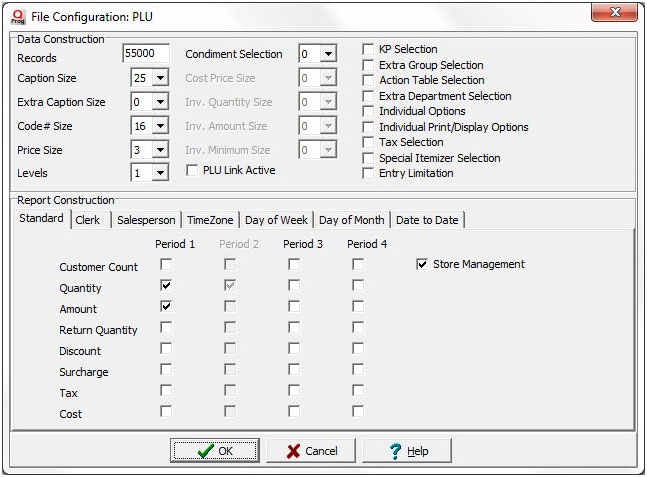 Q Prog File Configuration: PLU
Data Construction
Records 55000 Condiment Selection 0 KP Selection
Extra Group Selection
Caption Size 25 Cost Price Size 0 Action Table Selection
Extra Caption Size 0 Inv. Quantity Size 0 Extra Department Selection
Individual Options
Code# Size 16 Inv. Amount Size 0 Individual Print/Display Options
Price Size 3 Inv. Minimum Size 0 Tax Selection
Special Itemizer Selection
Levels 1 PLU Link Active Entry Limitation
Report Construction
Standard Clerk Salesperson TimeZone Day of Week Day of Month Date to Date
Period 1 Period 2 Period 3 Period 4
Customer Count Store Management
Quantity
Amount
Return Quantity
Discount
Surcharge
Tax
Cost
OK Cancel Help